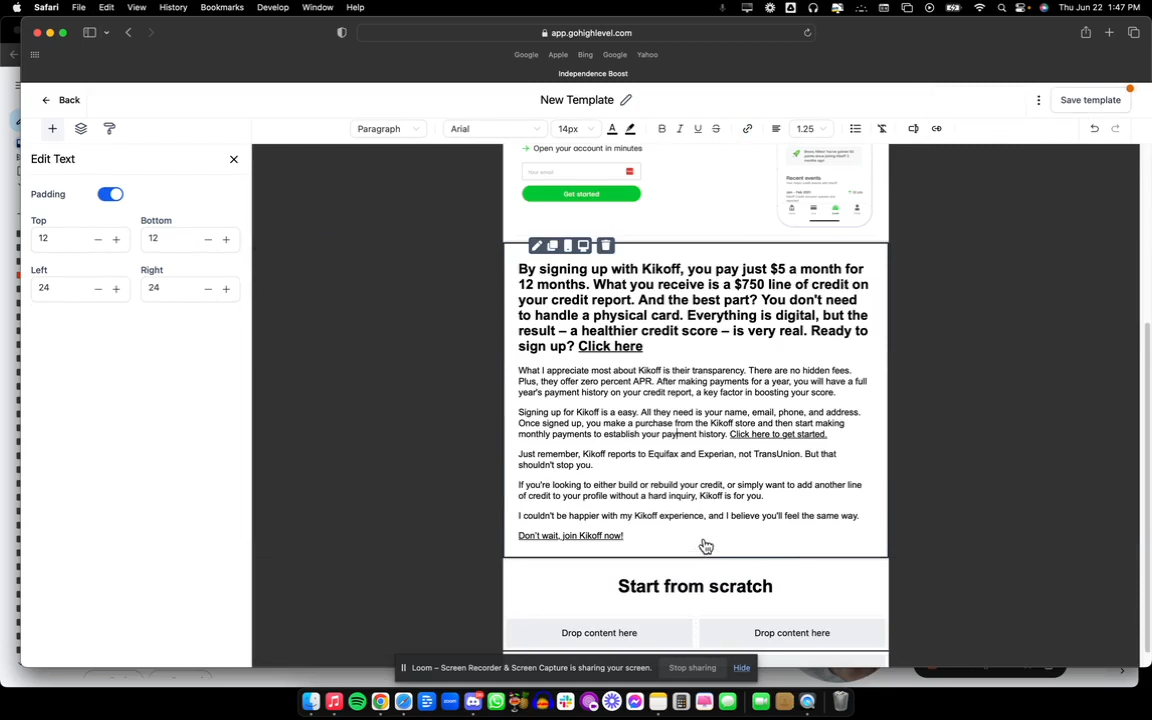 Safari File Edit View History Bookmarks Develop Window Help
Thu Jun 22 1:47 PM
app.gohighlevel.com
Google Apple Bing Google Yahoo
Independence Boost
Back
New Template
Save template
Paragraph
Arial
14px
A
B I U S
1.25
Edit Text
Padding
Top
Bottom
12
12
Left
Right
24
24
Open your account in minutes
Your email
Get started
Recent events
By signing up with Kikoff, you pay just $5 a month for
12 months. What you receive is a $750 line of credit on
your credit report. And the best part? You don't need
to handle a physical card. Everything is digital, but the
result – a healthier credit score – is very real. Ready to
sign up? Click here
What I appreciate most about Kikoff is their transparency. There are no hidden fees.
Plus, they offer zero percent APR. After making payments for a year, you will have a full
year's payment history on your credit report, a key factor in boosting your score.
Signing up for Kikoff is a easy. All they need is your name, email, phone, and address.
Once signed up, you make a purchase from the Kikoff store and then start making
monthly payments to establish your payment history. Click here to get started.
Just remember, Kikoff reports to Equifax and Experian, not TransUnion. But that
shouldn't stop you.
If you're looking to either build or rebuild your credit, or simply want to add another line
of credit to your profile without a hard inquiry, Kikoff is for you.
I couldn't be happier with my Kikoff experience, and I believe you'll feel the same way.
Don't wait, join Kikoff now!
Start from scratch
Drop content here
Drop content here
Loom – Screen Recorder & Screen Capture is sharing your screen.
Stop sharing
Hide